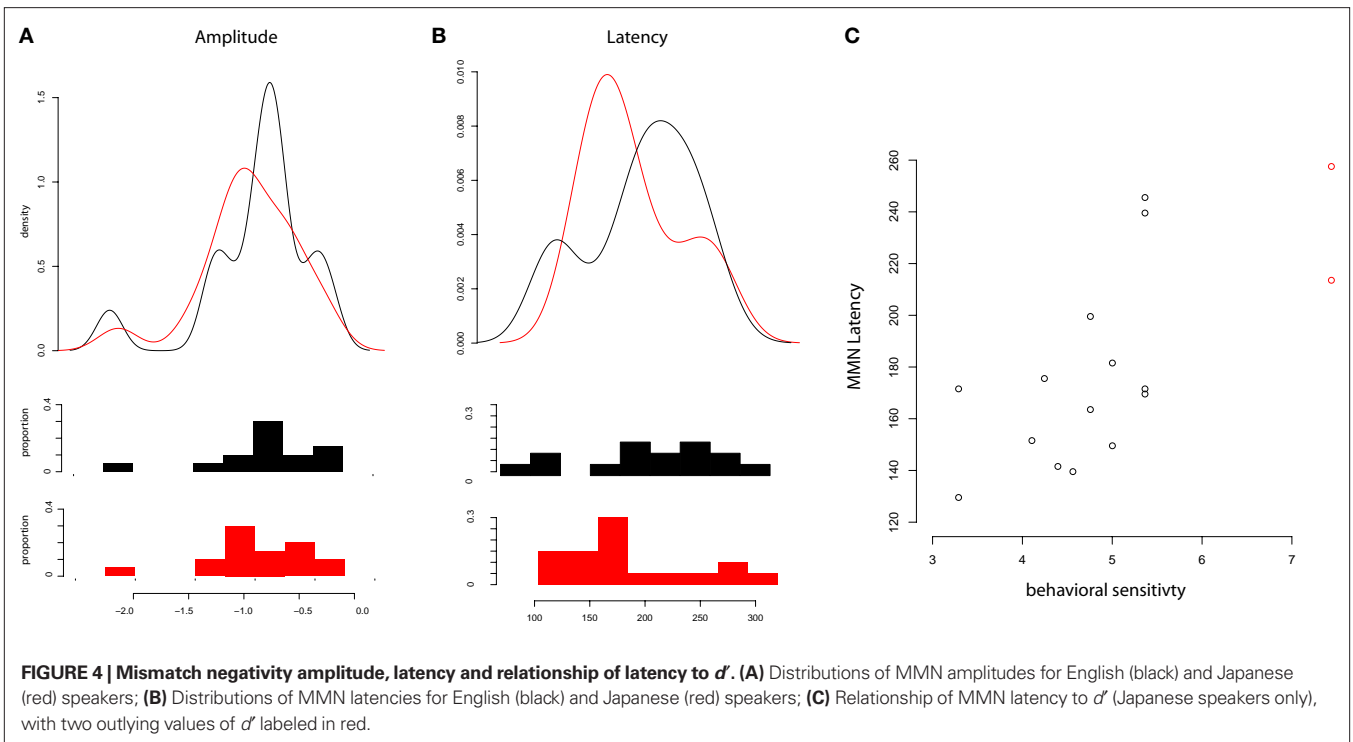 A
Amplitude
density
0.0
0.5
1.0
1.5
proportion
0
0.4
proportion
0
0.4
−2.0 −1.5 −1.0 −0.5 0.0
B
Latency
0.000
0.002
0.004
0.006
0.008
0.010
0
0.3
0
0.3
100 150 200 250 300
C
MMN Latency
260
240
220
200
180
160
140
120
3 4 5 6 7
behavioral sensitivty
FIGURE 4 | Mismatch negativity amplitude, latency and relationship of latency to d′. (A) Distributions of MMN amplitudes for English (black) and Japanese
(red) speakers; (B) Distributions of MMN latencies for English (black) and Japanese (red) speakers; (C) Relationship of MMN latency to d′ (Japanese speakers only),
with two outlying values of d′ labeled in red.